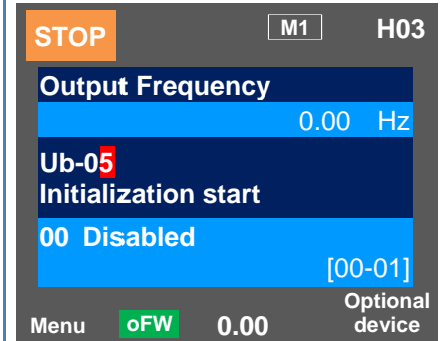 STOP M1 H03
Output Frequency
0.00 Hz
Ub-05
Initialization start
00 Disabled
[00-01]
Menu oFW 0.00 Optional
device